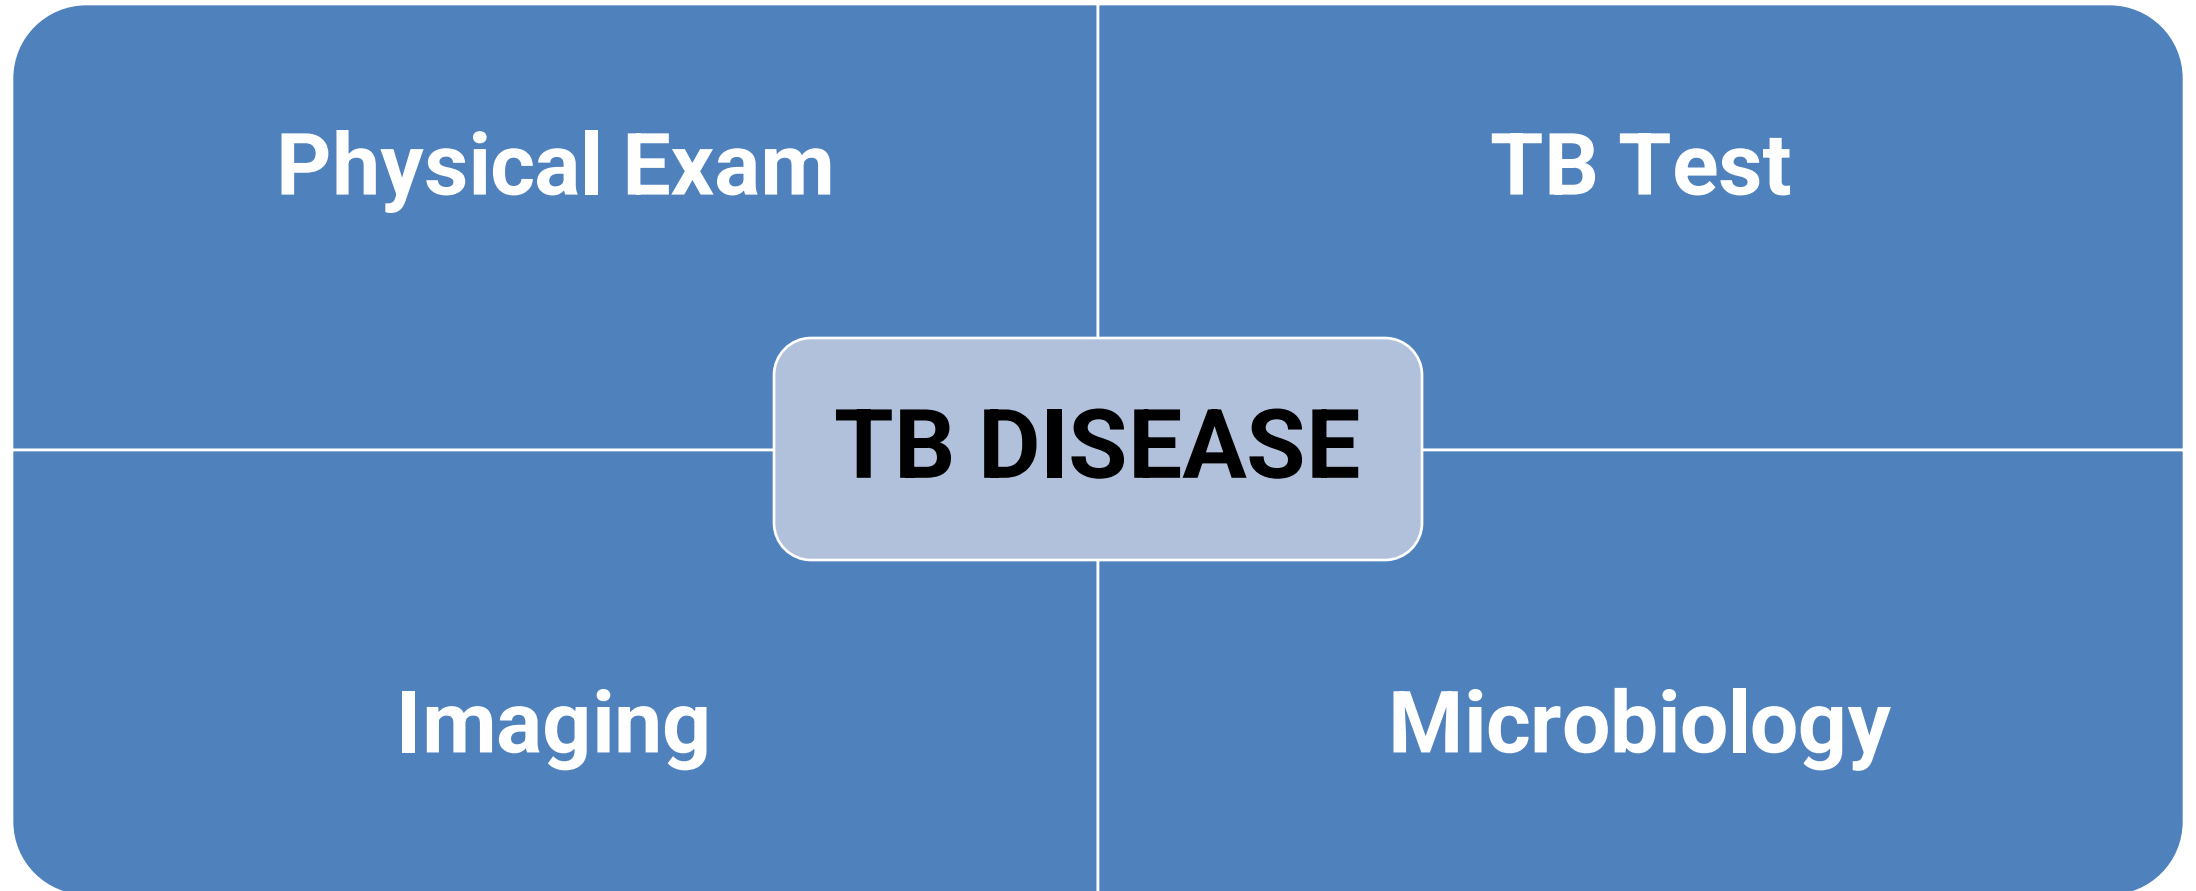 Physical Exam
TB Test
TB DISEASE
Imaging
Microbiology